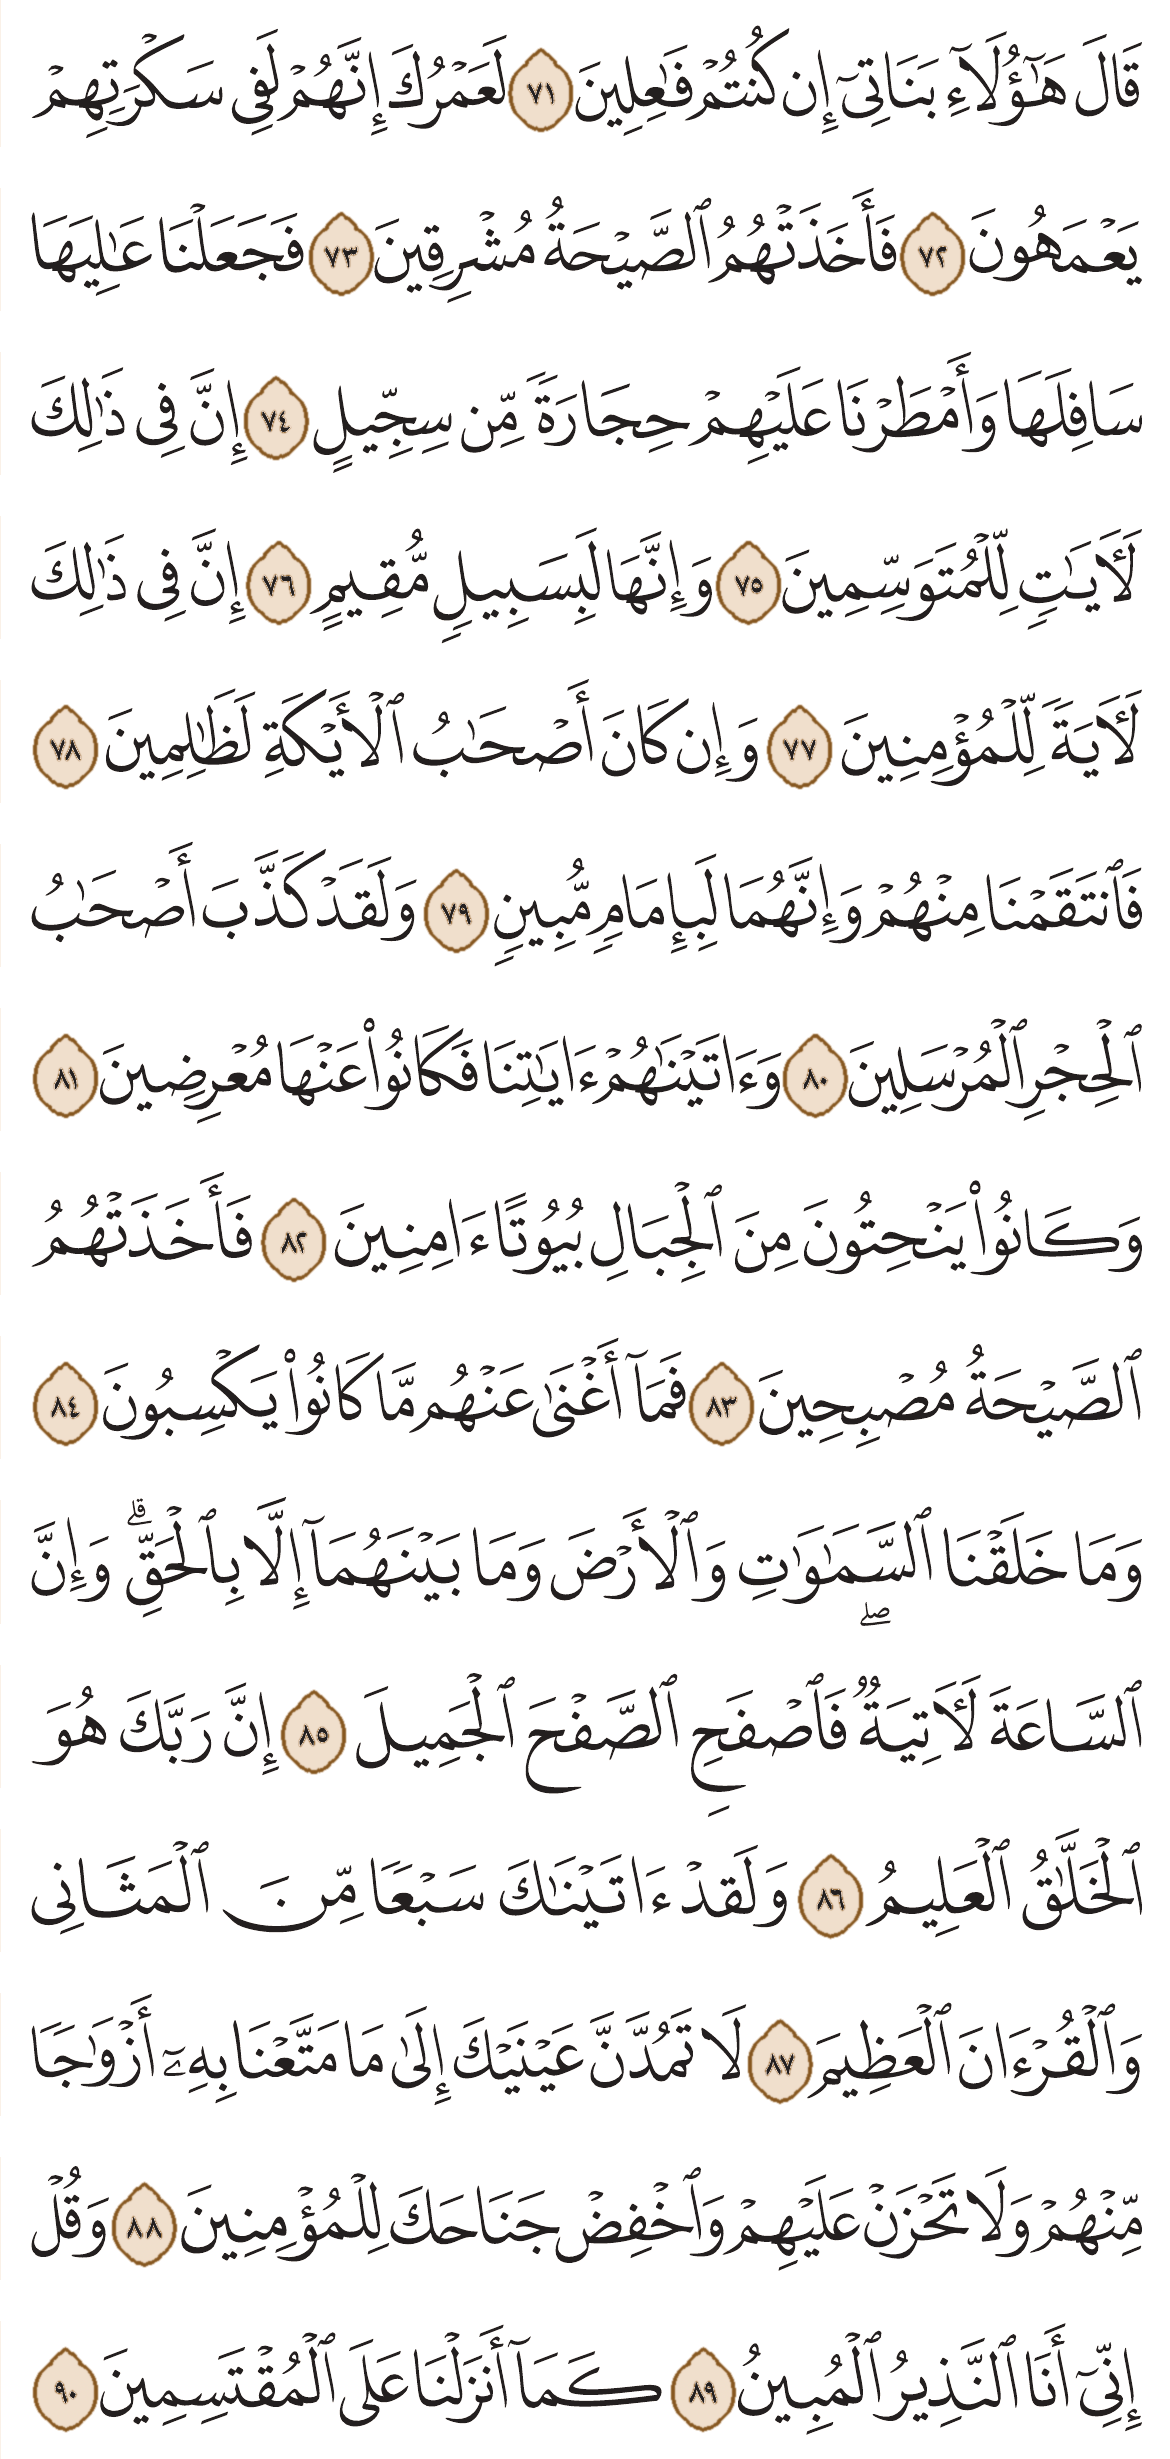 قَالَ هَٰٓؤُلَآءِ بَنَاتِىٓ إِن كُنتُمْ فَٰعِلِينَ ٧١ لَعَمْرُكَ إِنَّهُمْ لَفِى سَكْرَتِهِمْ
يَعْمَهُونَ ٧٢ فَأَخَذَتْهُمُ ٱلصَّيْحَةُ مُشْرِقِينَ ٧٣ فَجَعَلْنَا عَٰلِيَهَا
سَافِلَهَا وَأَمْطَرْنَا عَلَيْهِمْ حِجَارَةً مِّن سِجِّيلٍ ٧٤ إِنَّ فِى ذَٰلِكَ
لَـَٔايَٰتٍ لِّلْمُتَوَسِّمِينَ ٧٥ وَإِنَّهَا لَبِسَبِيلٍ مُّقِيمٍ ٧٦ إِنَّ فِى ذَٰلِكَ
لَـَٔايَةً لِّلْمُؤْمِنِينَ ٧٧ وَإِن كَانَ أَصْحَٰبُ ٱلْأَيْكَةِ لَظَٰلِمِينَ ٧٨
فَٱنتَقَمْنَا مِنْهُمْ وَإِنَّهُمَا لَبِإِمَامٍ مُّبِينٍ ٧٩ وَلَقَدْ كَذَّبَ أَصْحَٰبُ
ٱلْحِجْرِ ٱلْمُرْسَلِينَ ٨٠ وَءَاتَيْنَٰهُمْ ءَايَٰتِنَا فَكَانُوا۟ عَنْهَا مُعْرِضِينَ ٨١
وَكَانُوا۟ يَنْحِتُونَ مِنَ ٱلْجِبَالِ بُيُوتًا ءَامِنِينَ ٨٢ فَأَخَذَتْهُمُ
ٱلصَّيْحَةُ مُصْبِحِينَ ٨٣ فَمَآ أَغْنَىٰ عَنْهُم مَّا كَانُوا۟ يَكْسِبُونَ ٨٤
وَمَا خَلَقْنَا ٱلسَّمَٰوَٰتِ وَٱلْأَرْضَ وَمَا بَيْنَهُمَآ إِلَّا بِٱلْحَقِّ ۗ وَإِنَّ
ٱلسَّاعَةَ لَـَٔاتِيَةٌ ۖ فَٱصْفَحِ ٱلصَّفْحَ ٱلْجَمِيلَ ٨٥ إِنَّ رَبَّكَ هُوَ
ٱلْخَلَّٰقُ ٱلْعَلِيمُ ٨٦ وَلَقَدْ ءَاتَيْنَٰكَ سَبْعًا مِّنَ ٱلْمَثَانِى
وَٱلْقُرْءَانَ ٱلْعَظِيمَ ٨٧ لَا تَمُدَّنَّ عَيْنَيْكَ إِلَىٰ مَا مَتَّعْنَا بِهِۦٓ أَزْوَٰجًا
مِّنْهُمْ وَلَا تَحْزَنْ عَلَيْهِمْ وَٱخْفِضْ جَنَاحَكَ لِلْمُؤْمِنِينَ ٨٨ وَقُلْ
إِنِّىٓ أَنَا ٱلنَّذِيرُ ٱلْمُبِينُ ٨٩ كَمَآ أَنزَلْنَا عَلَى ٱلْمُقْتَسِمِينَ ٩٠